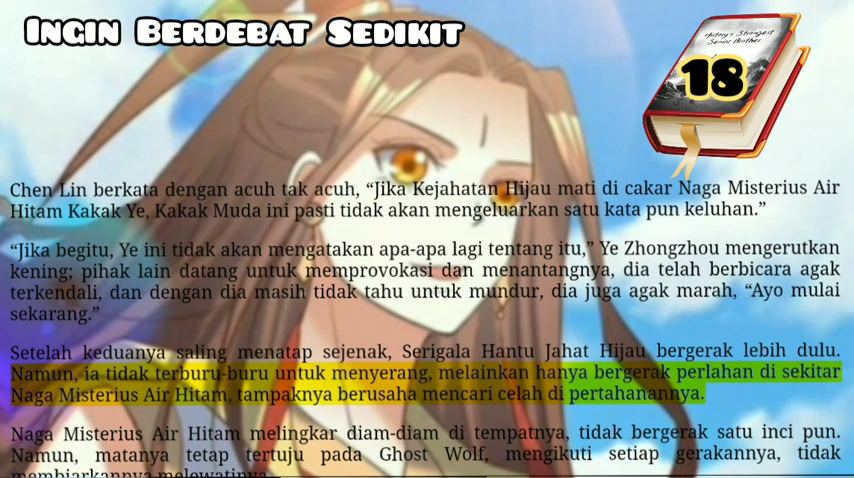 Ingin Berdebat Sedikit
History's Strongest
Senior Brother
18
Chen Lin berkata dengan acuh tak acuh, “Jika Kejahatan Hijau mati di cakar Naga Misterius Air
Hitam Kakak Ye, Kakak Muda ini pasti tidak akan mengeluarkan satu kata pun keluhan.”
“Jika begitu, Ye ini tidak akan mengatakan apa-apa lagi tentang itu,” Ye Zhongzhou mengerutkan
kening; pihak lain datang untuk memprovokasi dan menantangnya, dia telah berbicara agak
terkendali, dan dengan dia masih tidak tahu untuk mundur, dia juga agak marah, “Ayo mulai
sekarang.”
Setelah keduanya saling menatap sejenak, Serigala Hantu Jahat Hijau bergerak lebih dulu.
Namun, ia tidak terburu-buru untuk menyerang, melainkan hanya bergerak perlahan di sekitar
Naga Misterius Air Hitam, tampaknya berusaha mencari celah di pertahanannya.
Naga Misterius Air Hitam melingkar diam-diam di tempatnya, tidak bergerak satu inci pun.
Namun, matanya tetap tertuju pada Ghost Wolf, mengikuti setiap gerakannya, tidak
membiarkannya melewatinya.